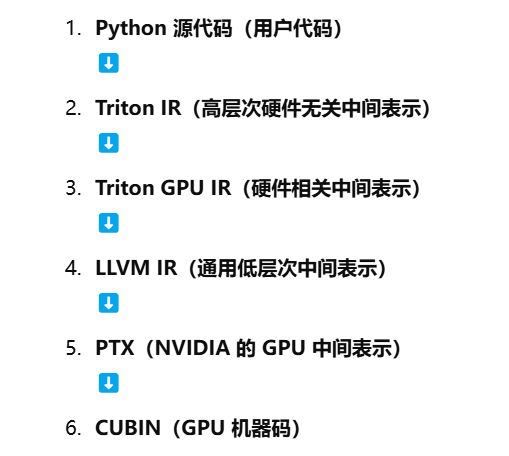 1. Python 源代码（用户代码）
⬇️
2. Triton IR（高层次硬件无关中间表示）
⬇️
3. Triton GPU IR（硬件相关中间表示）
⬇️
4. LLVM IR（通用低层次中间表示）
⬇️
5. PTX（NVIDIA 的 GPU 中间表示）
⬇️
6. CUBIN（GPU 机器码）